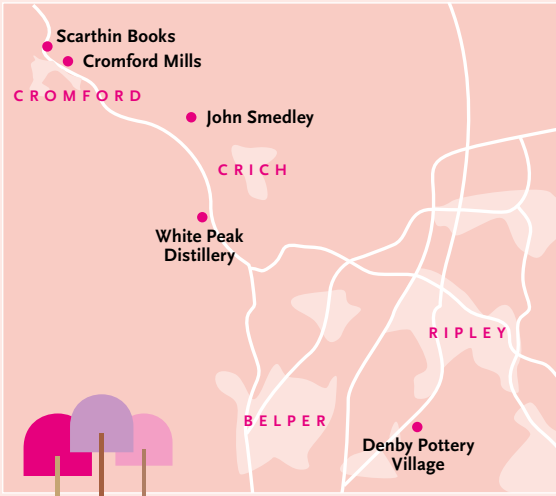 Scarthin Books
Cromford Mills
CROMFORD
John Smedley
CRICH
White Peak
Distillery
RIPLEY
BELPER
Denby Pottery
Village